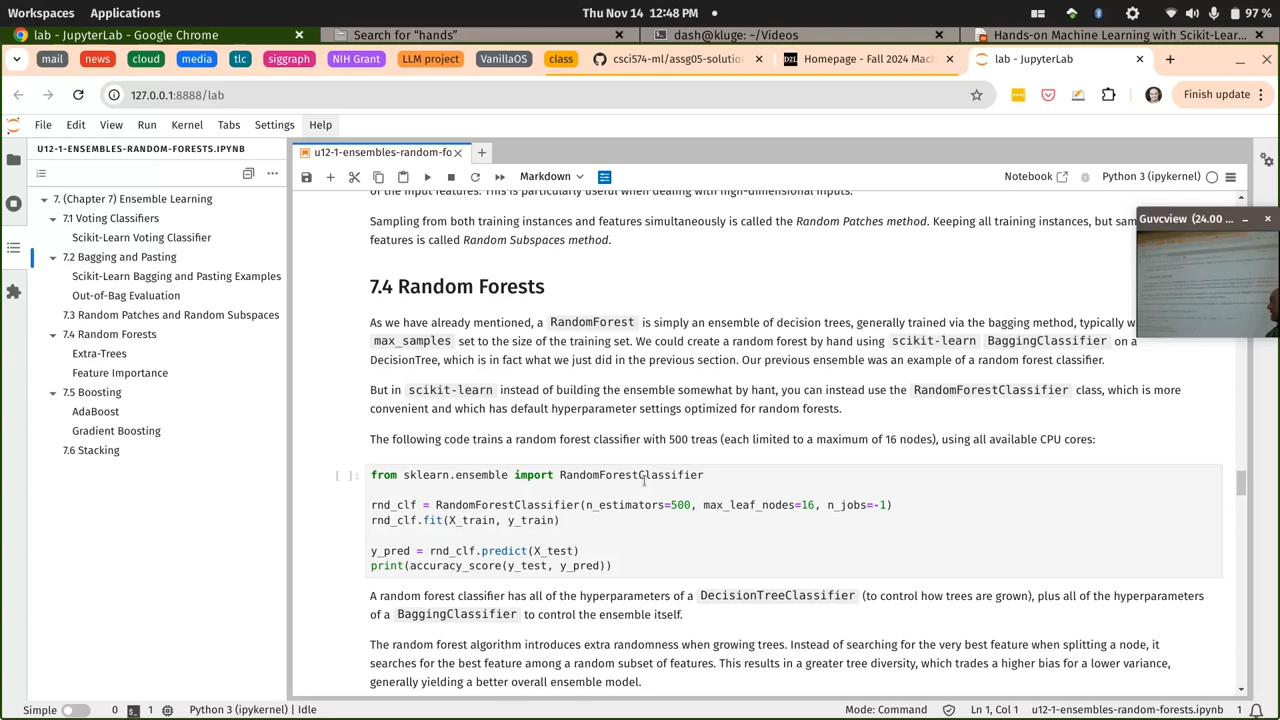 Workspaces Applications Thu Nov 14 12:48 PM 97 %
lab - JupyterLab - Google Chrome Search for “hands” dash@kluge: ~/Videos Hands-on Machine Learning with Scikit-Lear...
mail news cloud media tlc siggraph NIH Grant LLM project VanillaOS class csci574-ml/assg05-solutio Homepage - Fall 2024 Mac lab - JupyterLab
127.0.0.1:8888/lab Finish update
File Edit View Run Kernel Tabs Settings Help
U12-1-ENSEMBLES-RANDOM-FORESTS.IPYNB
7. (Chapter 7) Ensemble Learning
7.1 Voting Classifiers
Scikit-Learn Voting Classifier
7.2 Bagging and Pasting
Scikit-Learn Bagging and Pasting Examples
Out-of-Bag Evaluation
7.3 Random Patches and Random Subspaces
7.4 Random Forests
Extra-Trees
Feature Importance
7.5 Boosting
AdaBoost
Gradient Boosting
7.6 Stacking
u12-1-ensembles-random-fo
Markdown Notebook Python 3 (ipykernel)
of the input features. This is particularly useful when dealing with high-dimensional inputs.
Sampling from both training instances and features simultaneously is called the Random Patches method. Keeping all training instances, but sam
features is called Random Subspaces method.
Guvcview (24.00 ...
7.4 Random Forests
As we have already mentioned, a RandomForest is simply an ensemble of decision trees, generally trained via the bagging method, typically w
max_samples set to the size of the training set. We could create a random forest by hand using scikit-learn BaggingClassifier on a
DecisionTree, which is in fact what we just did in the previous section. Our previous ensemble was an example of a random forest classifier.
But in scikit-learn instead of building the ensemble somewhat by hant, you can instead use the RandomForestClassifier class, which is more
convenient and which has default hyperparameter settings optimized for random forests.
The following code trains a random forest classifier with 500 treas (each limited to a maximum of 16 nodes), using all available CPU cores:
[ ]: from sklearn.ensemble import RandomForestClassifier
rnd_clf = RandomForestClassifier(n_estimators=500, max_leaf_nodes=16, n_jobs=-1)
rnd_clf.fit(X_train, y_train)
y_pred = rnd_clf.predict(X_test)
print(accuracy_score(y_test, y_pred))
A random forest classifier has all of the hyperparameters of a DecisionTreeClassifier (to control how trees are grown), plus all of the hyperparameters
of a BaggingClassifier to control the ensemble itself.
The random forest algorithm introduces extra randomness when growing trees. Instead of searching for the very best feature when splitting a node, it
searches for the best feature among a random subset of features. This results in a greater tree diversity, which trades a higher bias for a lower variance,
generally yielding a better overall ensemble model.
Simple 0 1 Python 3 (ipykernel) | Idle Mode: Command Ln 1, Col 1 u12-1-ensembles-random-forests.ipynb 1